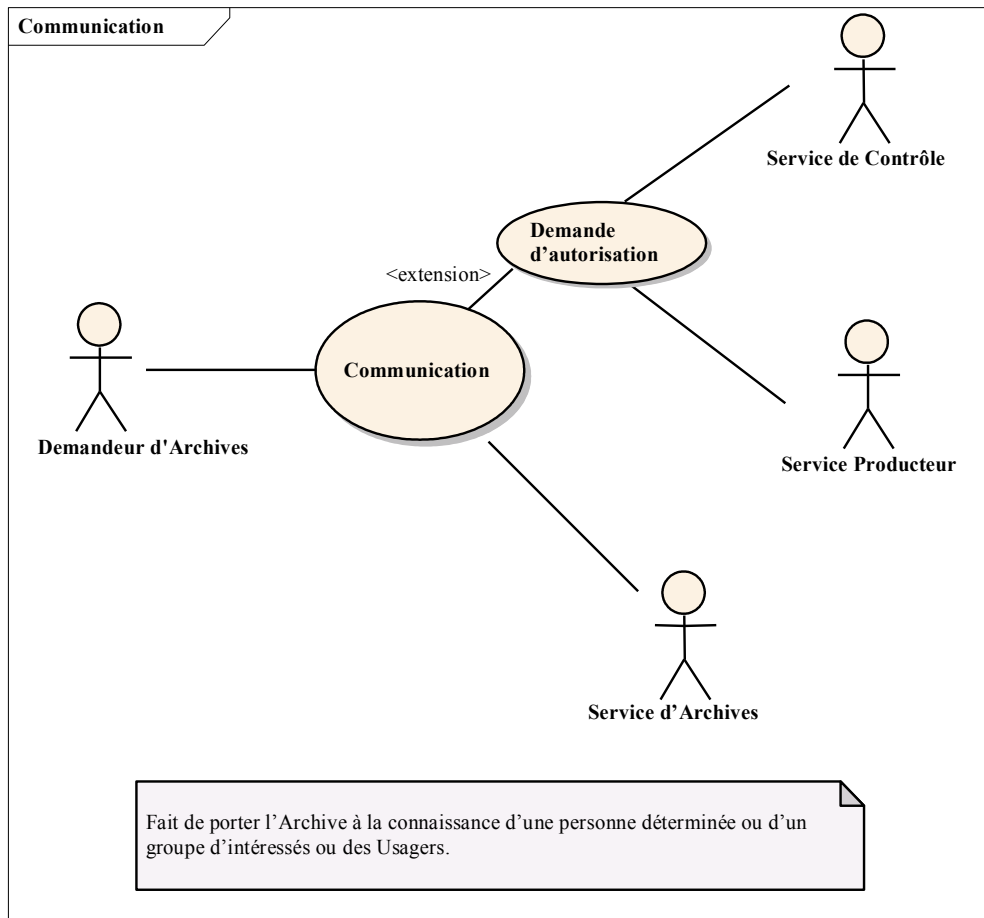 Communication
Service de Contrôle
Demande
d’autorisation
<extension>
Communication
Demandeur d'Archives
Service Producteur
Service d’Archives
Fait de porter l’Archive à la connaissance d’une personne déterminée ou d’un
groupe d’intéressés ou des Usagers.